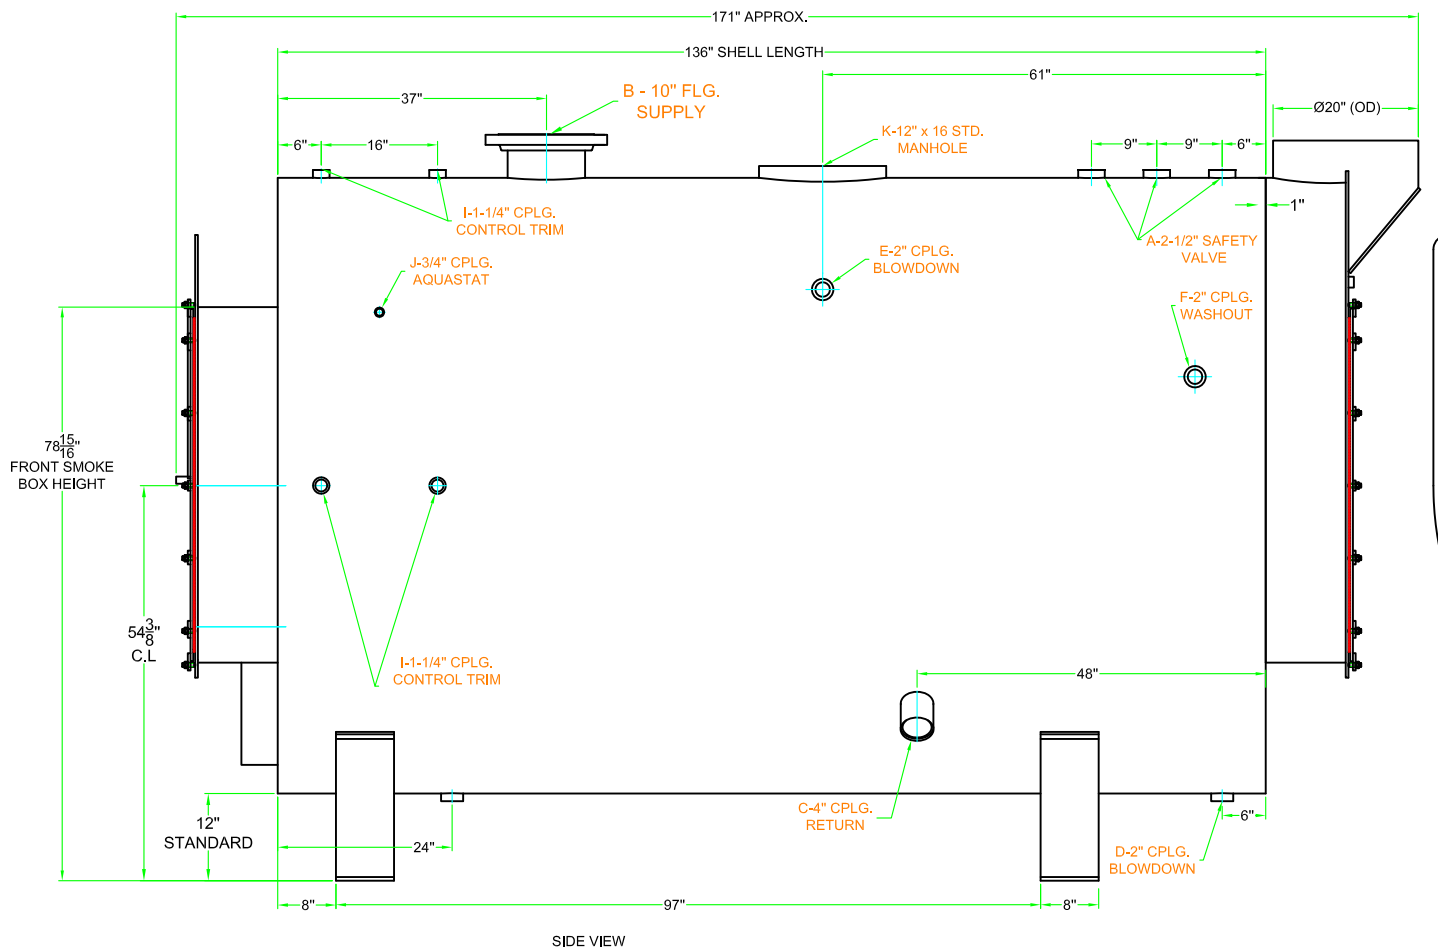 171" APPROX.
136" SHELL LENGTH
61"
37"
B - 10" FLG.
SUPPLY
Ø20" (OD)
K-12" x 16 STD.
MANHOLE
6"
16"
9"
9"
6"
1"
I-1-1/4" CPLG.
CONTROL TRIM
A-2-1/2" SAFETY
VALVE
E-2" CPLG.
BLOWDOWN
J-3/4" CPLG.
AQUASTAT
F-2" CPLG.
WASHOUT
78 15/16"
FRONT SMOKE
BOX HEIGHT
54 3/8"
C.L
I-1-1/4" CPLG.
CONTROL TRIM
48"
C-4" CPLG.
RETURN
12"
STANDARD
24"
6"
D-2" CPLG.
BLOWDOWN
8"
97"
8"
SIDE VIEW